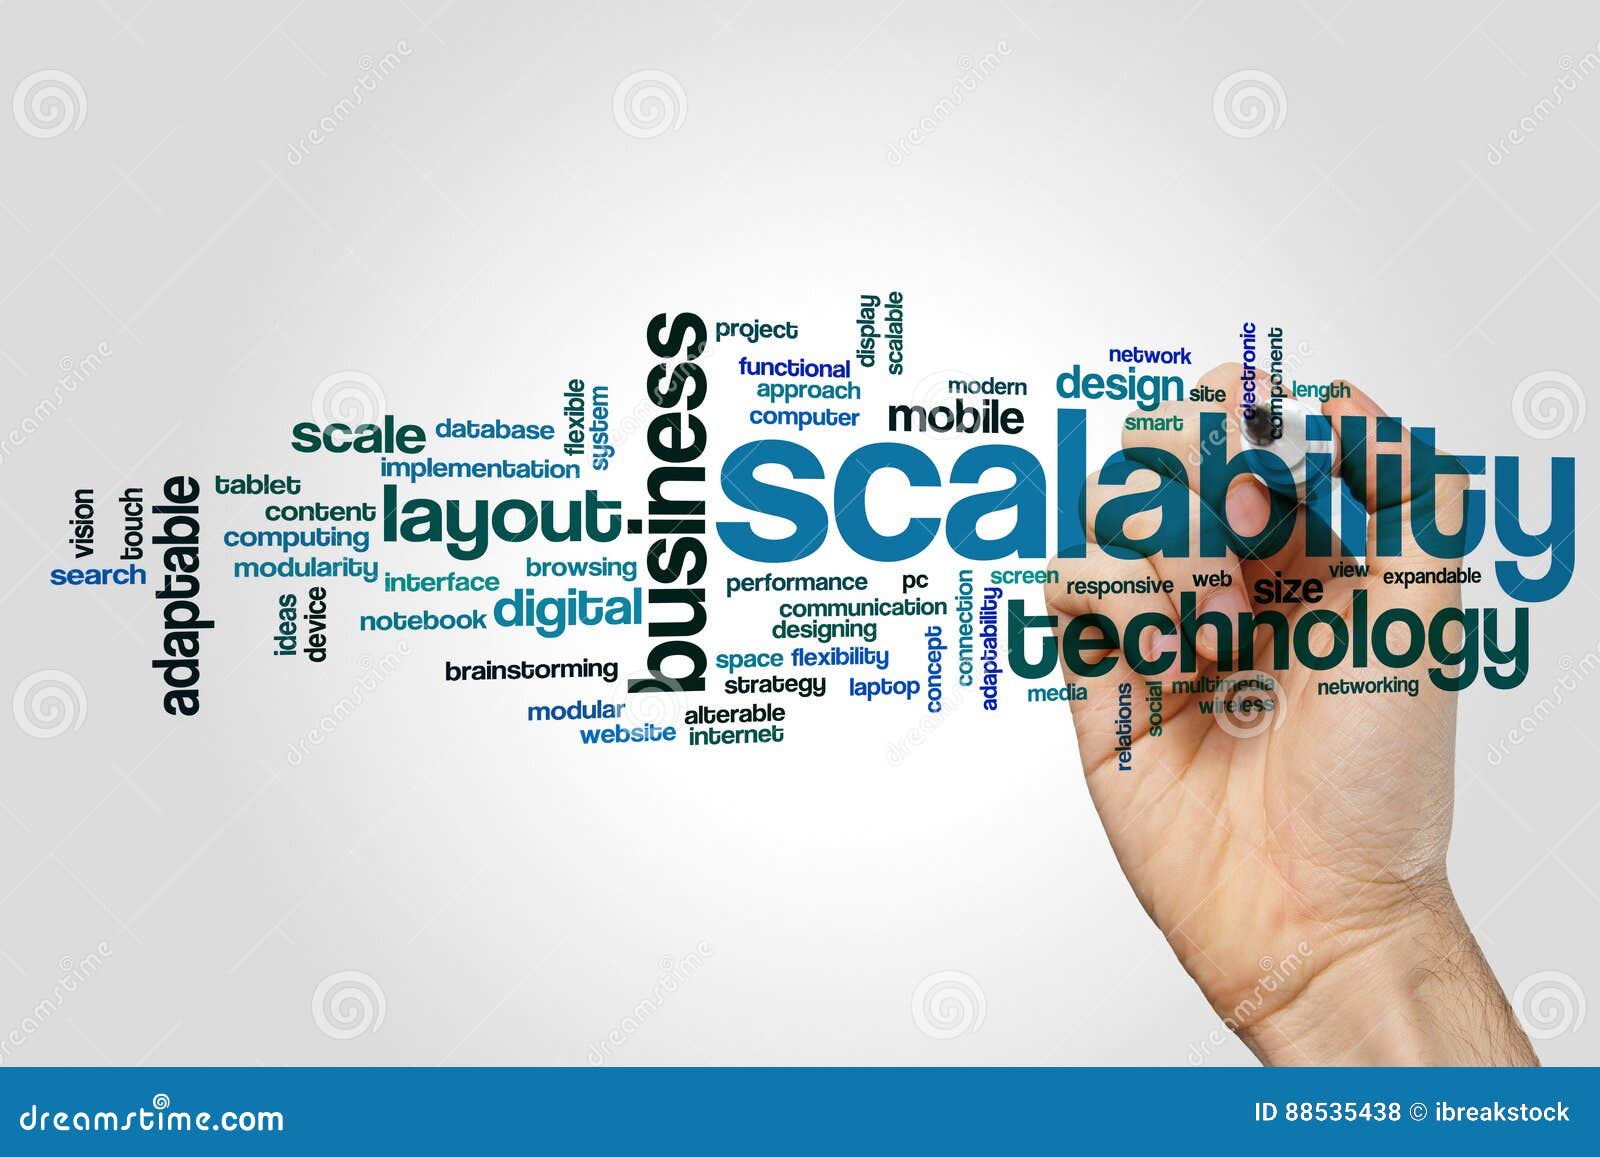 project
display
scalable
functional
approach
computer
modern
mobile
network
design
site
smart
electronic
component
length
scale
database
flexible
system
implementation
business
scalability
tablet
content
layout
computing
adaptable
vision
touch
search
modularity
interface
browsing
digital
notebook
ideas
device
brainstorming
modular
website
performance
pc
communication
designing
space
flexibility
strategy
laptop
alterable
internet
concept
connection
adaptability
screen
responsive
web
size
view
expandable
technology
media
relations
social
multimedia
wireless
networking
dreamstime
dreamstime.com
ID 88535438 © ibreakstock